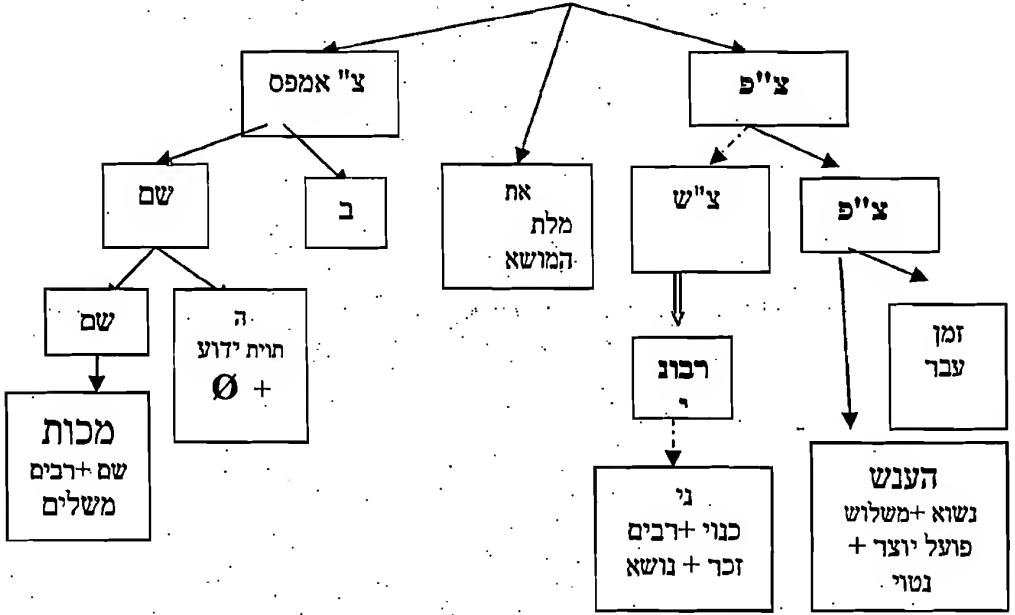 צ"פ
צ" אמפס
צ"פ
צ"ש
את
מלת
המושא
ב
שם
זמן
עבר
רבונ
י
ה
תוית ידוע
+ Ø
שם
הענש
נשוא +משלוש
פועל יוצר +
נטוי
ני
כנוי +רבים
זכר + נושא
מכות
שם +רבים
משלים